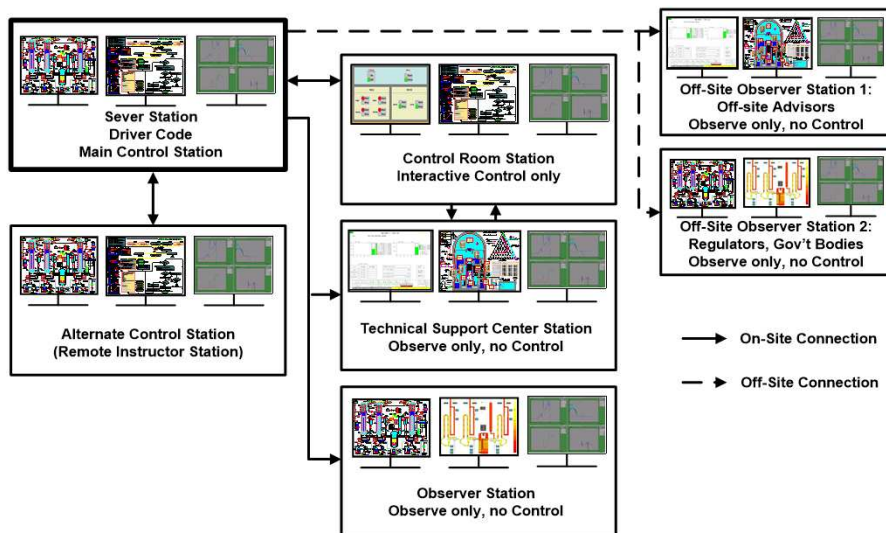 Sever Station
Driver Code
Main Control Station
Alternate Control Station
(Remote Instructor Station)
Control Room Station
Interactive Control only
Technical Support Center Station
Observe only, no Control
Observer Station
Observe only, no Control
Off-Site Observer Station 1:
Off-site Advisors
Observe only, no Control
Off-Site Observer Station 2:
Regulators, Gov't Bodies
Observe only, no Control
On-Site Connection
Off-Site Connection